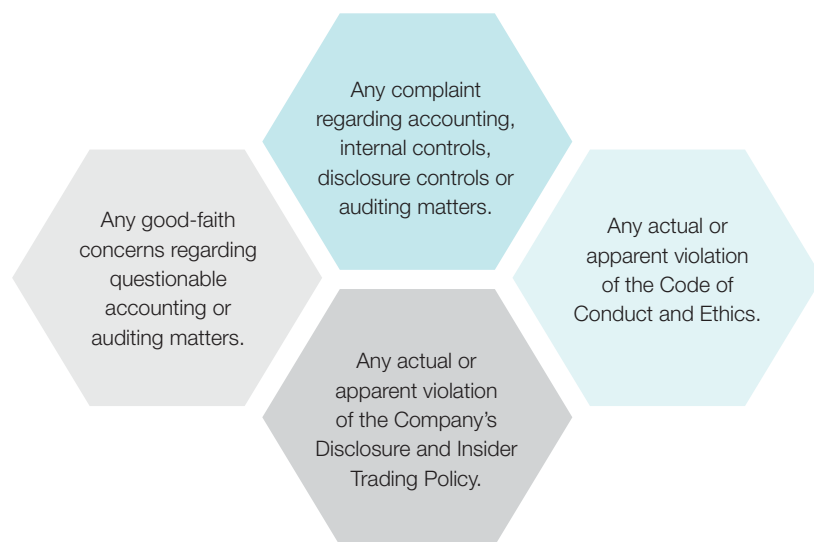 Any complaint
regarding accounting,
internal controls,
disclosure controls or
auditing matters.
Any good-faith
concerns regarding
questionable
accounting or
auditing matters.
Any actual or
apparent violation
of the Code of
Conduct and Ethics.
Any actual or
apparent violation
of the Company’s
Disclosure and Insider
Trading Policy.